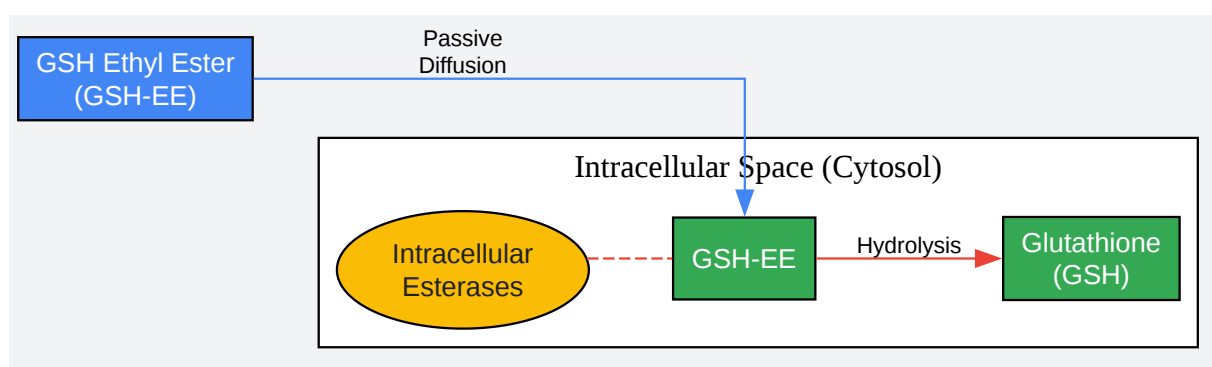 GSH Ethyl Ester
(GSH-EE)
Passive
Diffusion
Intracellular Space (Cytosol)
Intracellular
Esterases
GSH-EE
Hydrolysis
Glutathione
(GSH)